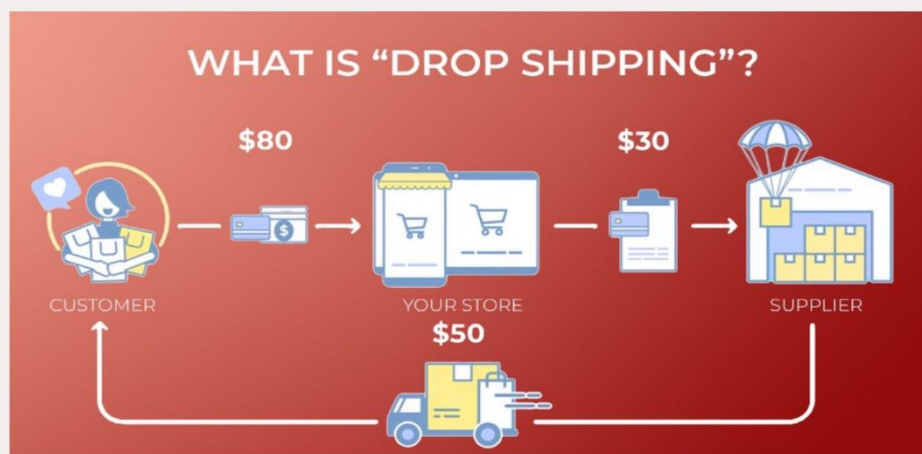 WHAT IS “DROP SHIPPING”?
$80
$30
$
CUSTOMER
YOUR STORE
SUPPLIER
$50